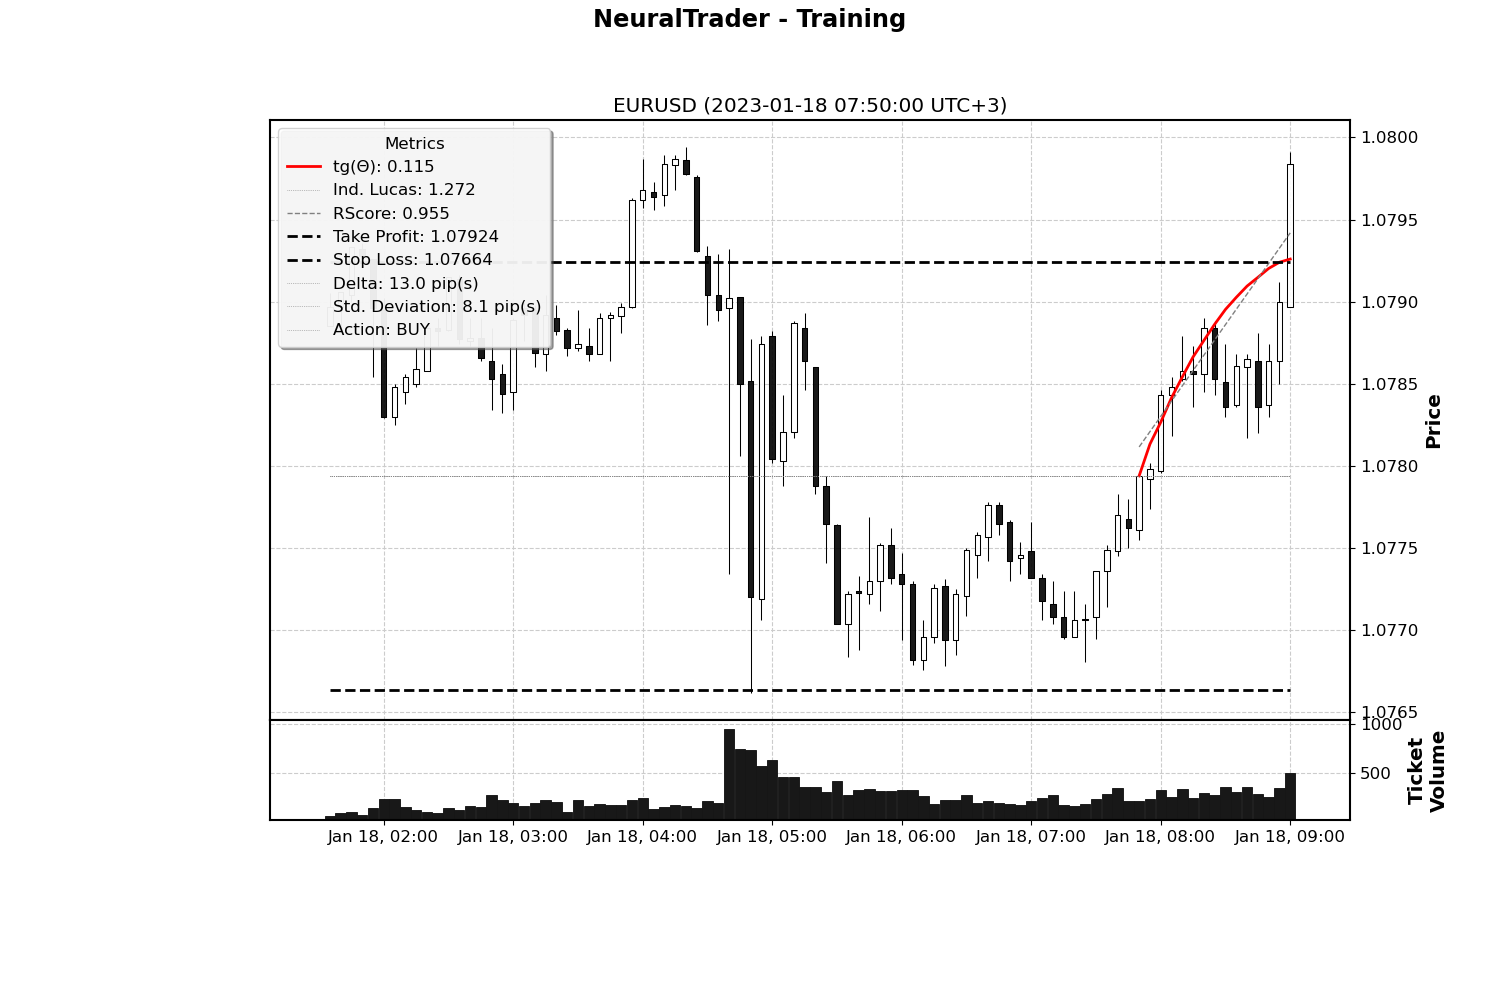 NeuralTrader - Training
EURUSD (2023-01-18 07:50:00 UTC+3)
Metrics
tg(Θ): 0.115
Ind. Lucas: 1.272
RScore: 0.955
Take Profit: 1.07924
Stop Loss: 1.07664
Delta: 13.0 pip(s)
Std. Deviation: 8.1 pip(s)
Action: BUY
1.0800
1.0795
1.0790
1.0785
1.0780
1.0775
1.0770
1.0765
Price
1000
500
Ticket
Volume
Jan 18, 02:00
Jan 18, 03:00
Jan 18, 04:00
Jan 18, 05:00
Jan 18, 06:00
Jan 18, 07:00
Jan 18, 08:00
Jan 18, 09:00